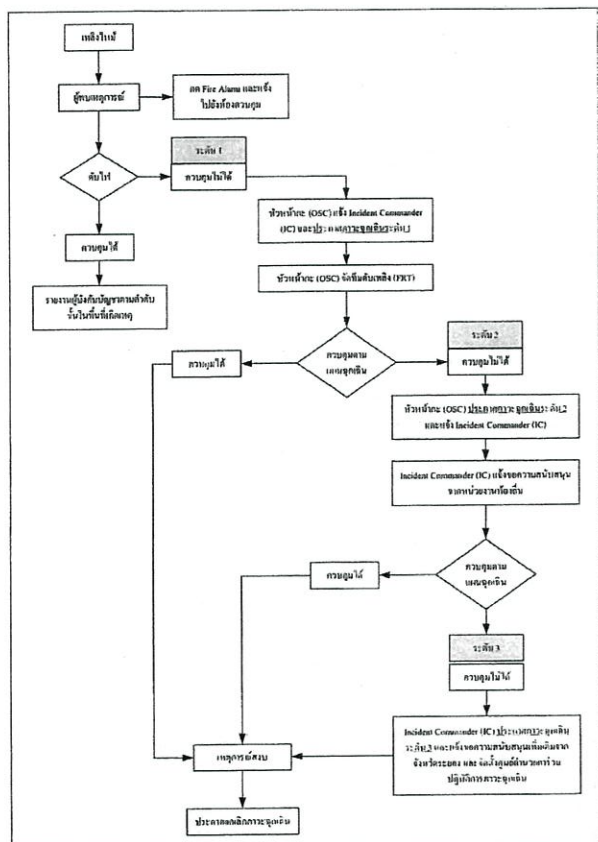 เพลิงไหม้
ผู้พบเหตุการณ์
กด Fire Alarm และแจ้ง
ไปยังห้องควบคุม
ระดับ 1
ดับไฟ
ควบคุมไม่ได้
หัวหน้ากะ (OSC) แจ้ง Incident Commander
(IC) และประกาศภาวะฉุกเฉินระดับ 1
ควบคุมได้
หัวหน้ากะ (OSC) จัดทีมดับเพลิง (FRT)
รายงานผู้บังคับบัญชาตามลำดับ
ชั้นในพื้นที่เกิดเหตุ
ระดับ 2
ควบคุมได้
ควบคุมตาม
แผนฉุกเฉิน
ควบคุมไม่ได้
หัวหน้ากะ (OSC) ประกาศภาวะฉุกเฉินระดับ 2
และแจ้ง Incident Commander (IC)
Incident Commander (IC) แจ้งขอความสนับสนุน
จากหน่วยงานท้องถิ่น
ควบคุมได้
ควบคุมตาม
แผนฉุกเฉิน
ระดับ 3
ควบคุมไม่ได้
Incident Commander (IC) ประกาศภาวะฉุกเฉิน
ระดับ 3 และแจ้งขอความสนับสนุนเพิ่มเติมจาก
จังหวัดระยอง และ จัดตั้งศูนย์อำนวยการร่วม
ปฏิบัติการภาวะฉุกเฉิน
เหตุการณ์สงบ
ประกาศยกเลิกภาวะฉุกเฉิน